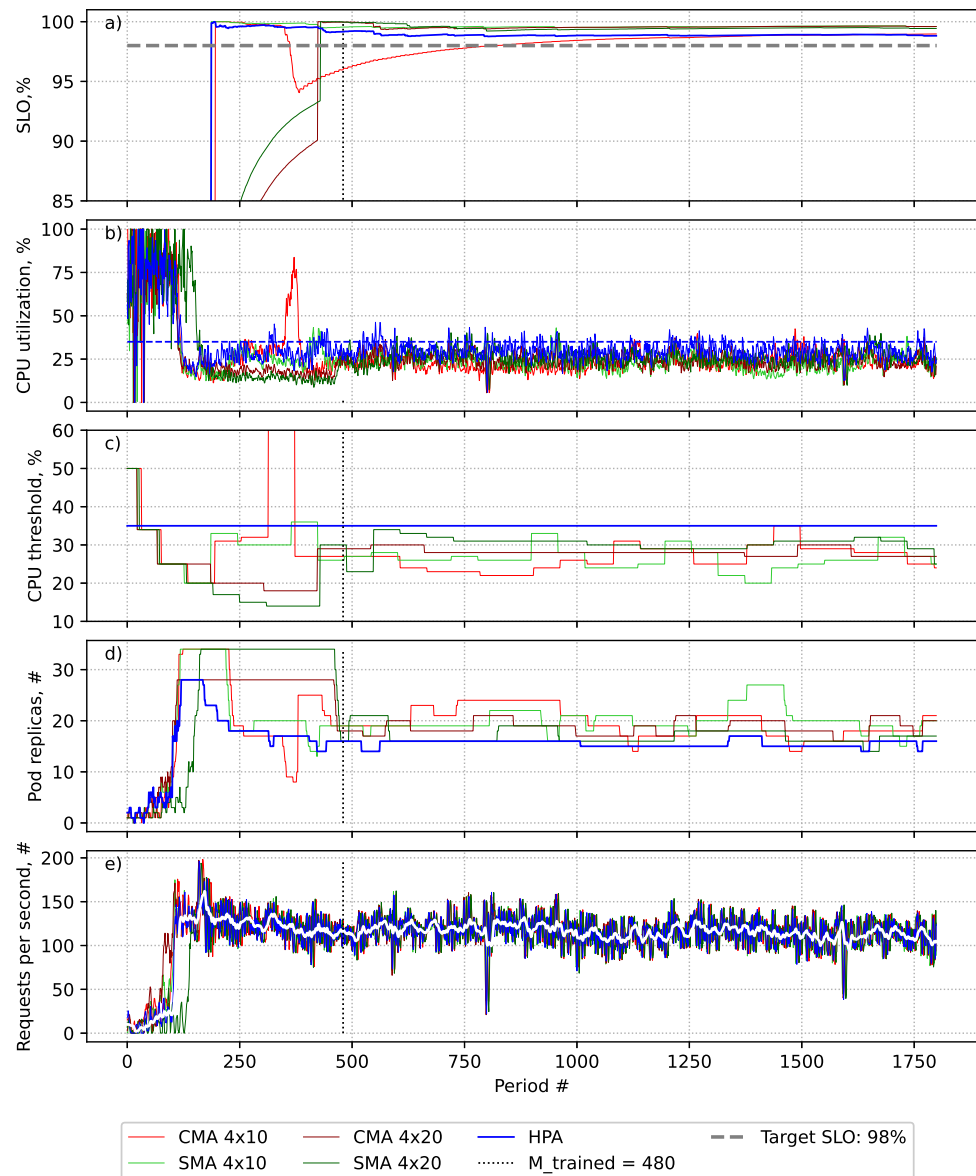 a)
100
95
90
85
SLO,%
b)
100
75
50
25
0
CPU utilization, %
c)
60
50
40
30
20
10
CPU threshold, %
d)
30
20
10
0
Pod replicas, #
e)
200
150
100
50
0
Requests per second, #
0 250 500 750 1000 1250 1500 1750
Period #
CMA 4x10 CMA 4x20 HPA Target SLO: 98%
SMA 4x10 SMA 4x20 M_trained = 480